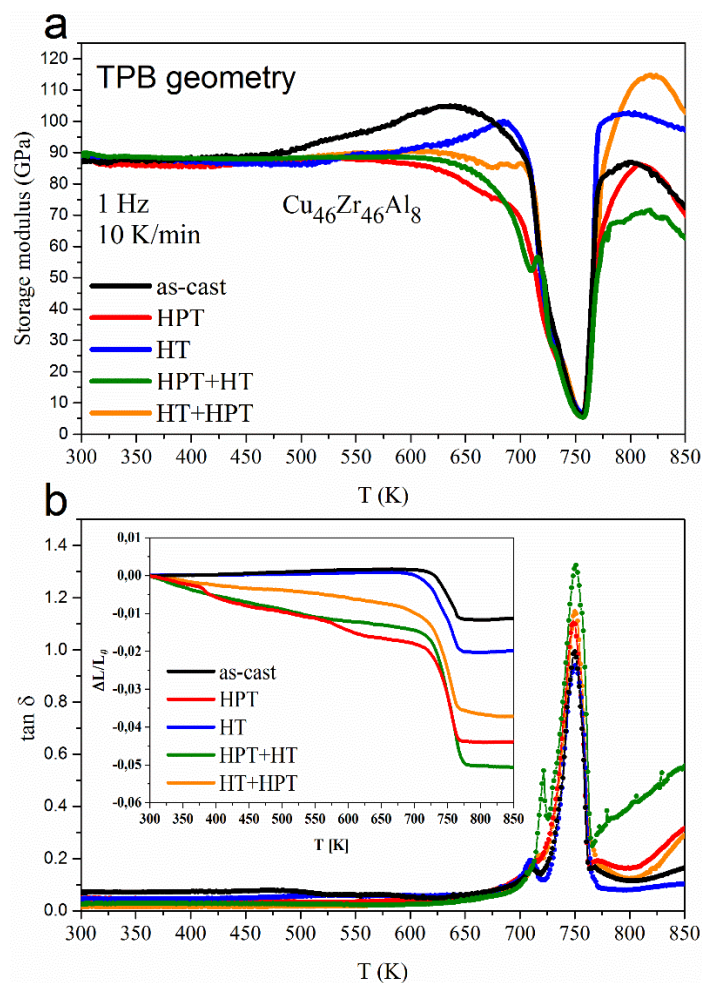 a
TPB geometry
1 Hz
10 K/min
Cu46Zr46Al8
as-cast
HPT
HT
HPT+HT
HT+HPT
Storage modulus (GPa)
120
110
100
90
80
70
60
50
40
30
20
10
0
300 350 400 450 500 550 600 650 700 750 800 850
T (K)
b
tan δ
1.4
1.2
1.0
0.8
0.6
0.4
0.2
0.0
ΔL/L0
0,01
0,00
-0,01
-0,02
-0,03
-0,04
-0,05
-0,06
as-cast
HPT
HT
HPT+HT
HT+HPT
300 350 400 450 500 550 600 650 700 750 800 850
T [K]
300 350 400 450 500 550 600 650 700 750 800 850
T (K)